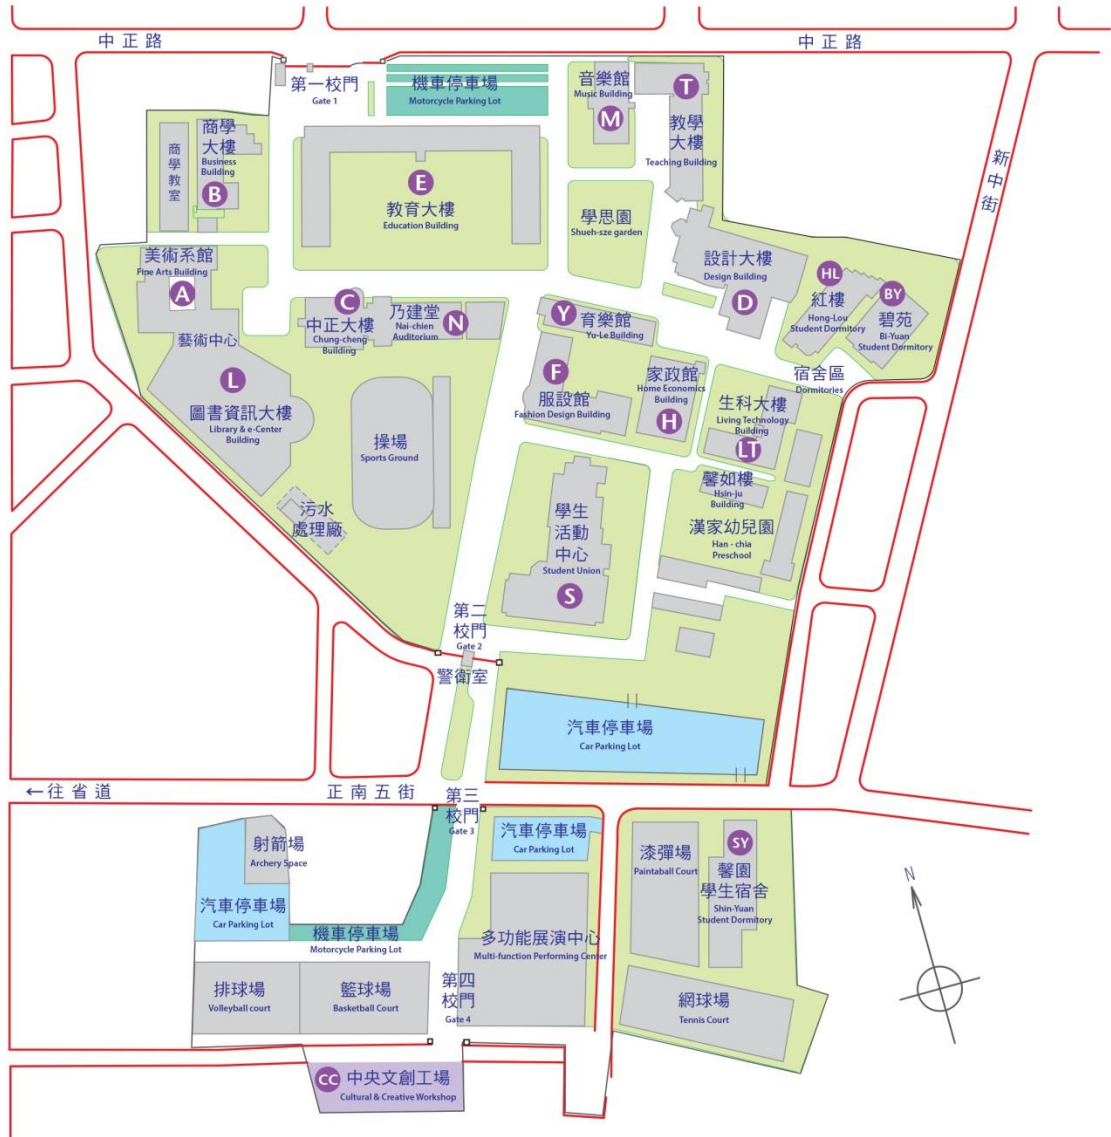 中正路
中正路
第一校門
Gate 1
機車停車場
Motorcycle Parking Lot
音樂館
Music Building
M
T
教學
大樓
Teaching Building
新中街
商學教室
商學
大樓
Business
Building
B
E
教育大樓
Education Building
學思園
Shueh-sze garden
設計大樓
Design Building
D
HL
紅樓
Hong-Lou
Student Dormitory
BY
碧苑
Bi-Yuan
Student Dormitory
宿舍區
Dormitories
美術系館
Fine Arts Building
A
藝術中心
C
中正大樓
Chung-cheng
Building
乃建堂
Nai-chien
Auditorium
N
Y
育樂館
Yu-Le Building
F
服設館
Fashion Design Building
家政館
Home Economics
Building
H
生科大樓
Living Technology
Building
LT
L
圖書資訊大樓
Library & e-Center
Building
操場
Sports Ground
污水
處理廠
馨如樓
Hsin-ju
Building
漢家幼兒園
Han - chia
Preschool
學生
活動
中心
Student Union
S
第二
校門
Gate 2
警衛室
汽車停車場
Car Parking Lot
←往省道
正南五街
第三
校門
Gate 3
射箭場
Archery Space
汽車停車場
Car Parking Lot
汽車停車場
Car Parking Lot
漆彈場
Paintaball Court
SY
馨園
學生宿舍
Shin-Yuan
Student Dormitory
機車停車場
Motorcycle Parking Lot
多功能展演中心
Multi-function Performing Center
排球場
Volleyball court
籃球場
Basketball Court
第四
校門
Gate 4
網球場
Tennis Court
N
CC
中央文創工場
Cultural & Creative Workshop